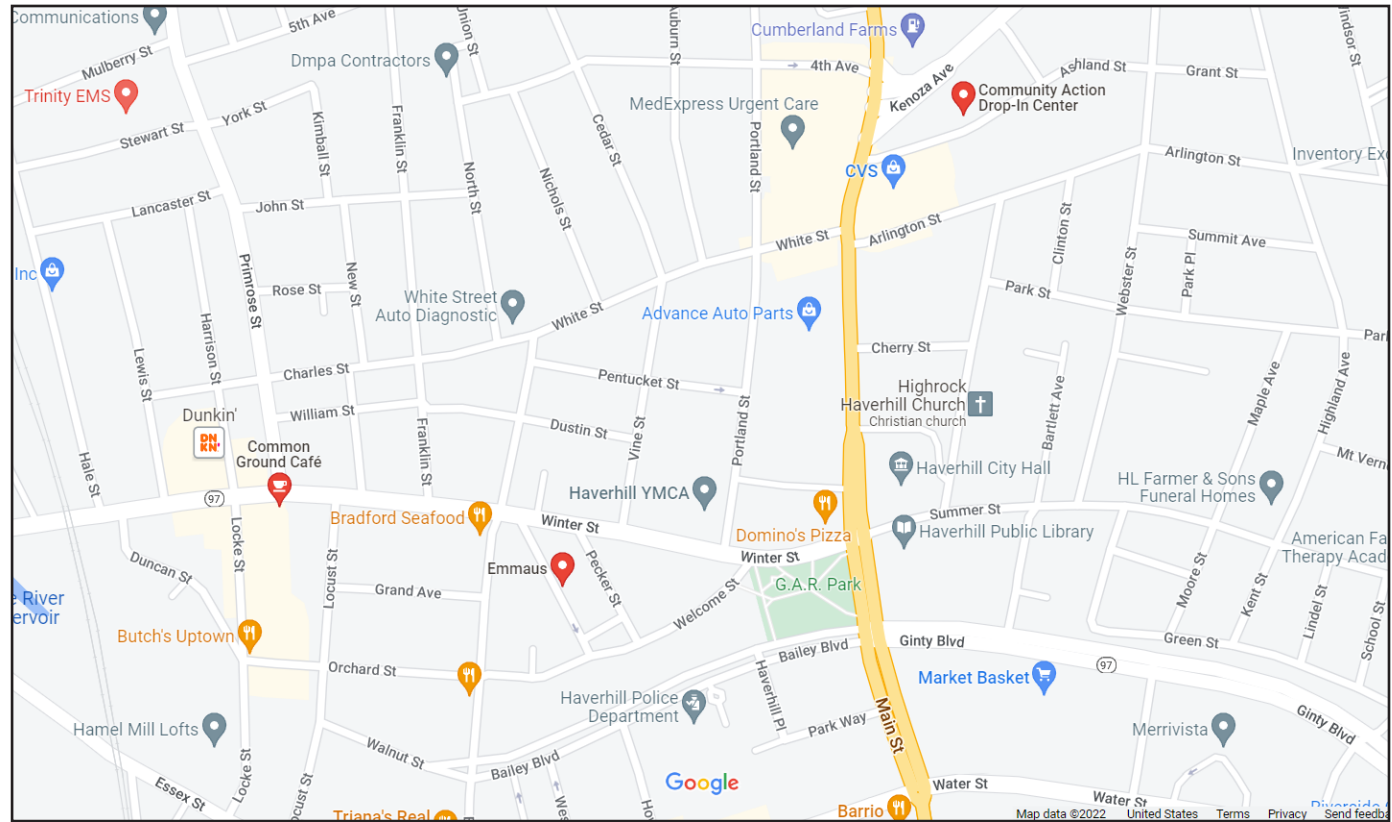 Communications
5th Ave
Union St
Auburn St
Cumberland Farms
Windsor St
Mulberry St
Dmpa Contractors
4th Ave
Kenoza Ave
Ashland St
Grant St
Trinity EMS
York St
Kimball St
Franklin St
Cedar St
MedExpress Urgent Care
Community Action
Drop-In Center
Stewart St
Portland St
CVS
Arlington St
Inventory Ex
Lancaster St
John St
North St
Nichols St
White St
Arlington St
Clinton St
Summit Ave
Inc
Primrose St
Rose St
New St
White Street
Auto Diagnostic
White St
Advance Auto Parts
Park St
Webster St
Park Pl
Harrison St
Lewis St
Charles St
Pentucket St
Cherry St
Highrock
Haverhill Church
Christian church
Bartlett Ave
Maple Ave
Highland Ave
Dunkin'
DN
KN'
William St
Franklin St
Dustin St
Vine St
Portland St
Common
Ground Café
Hale St
Haverhill City Hall
Mt Vern
97
Haverhill YMCA
HL Farmer & Sons
Funeral Homes
Bradford Seafood
Winter St
Domino's Pizza
Summer St
Haverhill Public Library
Locke St
Duncan St
Locust St
Emmaus
Pecker St
Winter St
G.A.R. Park
American Fa
Therapy Acad
e River
ervoir
Grand Ave
Welcome St
Moore St
Kent St
Lindel St
School St
Butch's Uptown
Bailey Blvd
Ginty Blvd
Green St
Orchard St
97
Haverhill Pl
Market Basket
Haverhill Police
Department
Park Way
Main St
Ginty Blvd
Hamel Mill Lofts
Merrivista
Walnut St
Bailey Blvd
Locke St
Essex St
ocust St
Google
Water St
Water St
Triana's Real
Wes
Barrio
Riverside
Map data ©2022 United States Terms Privacy Send feedba